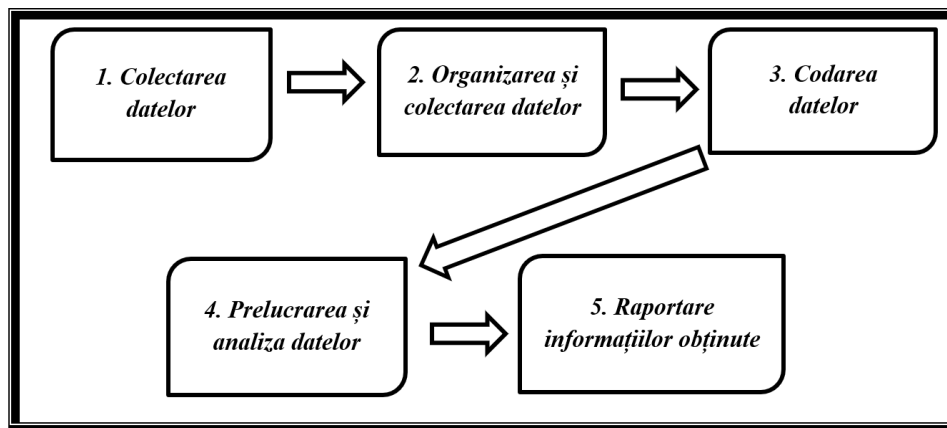 1. Colectarea
datelor
2. Organizarea și
colectarea datelor
3. Codarea
datelor
4. Prelucrarea și
analiza datelor
5. Raportare
informațiilor obținute